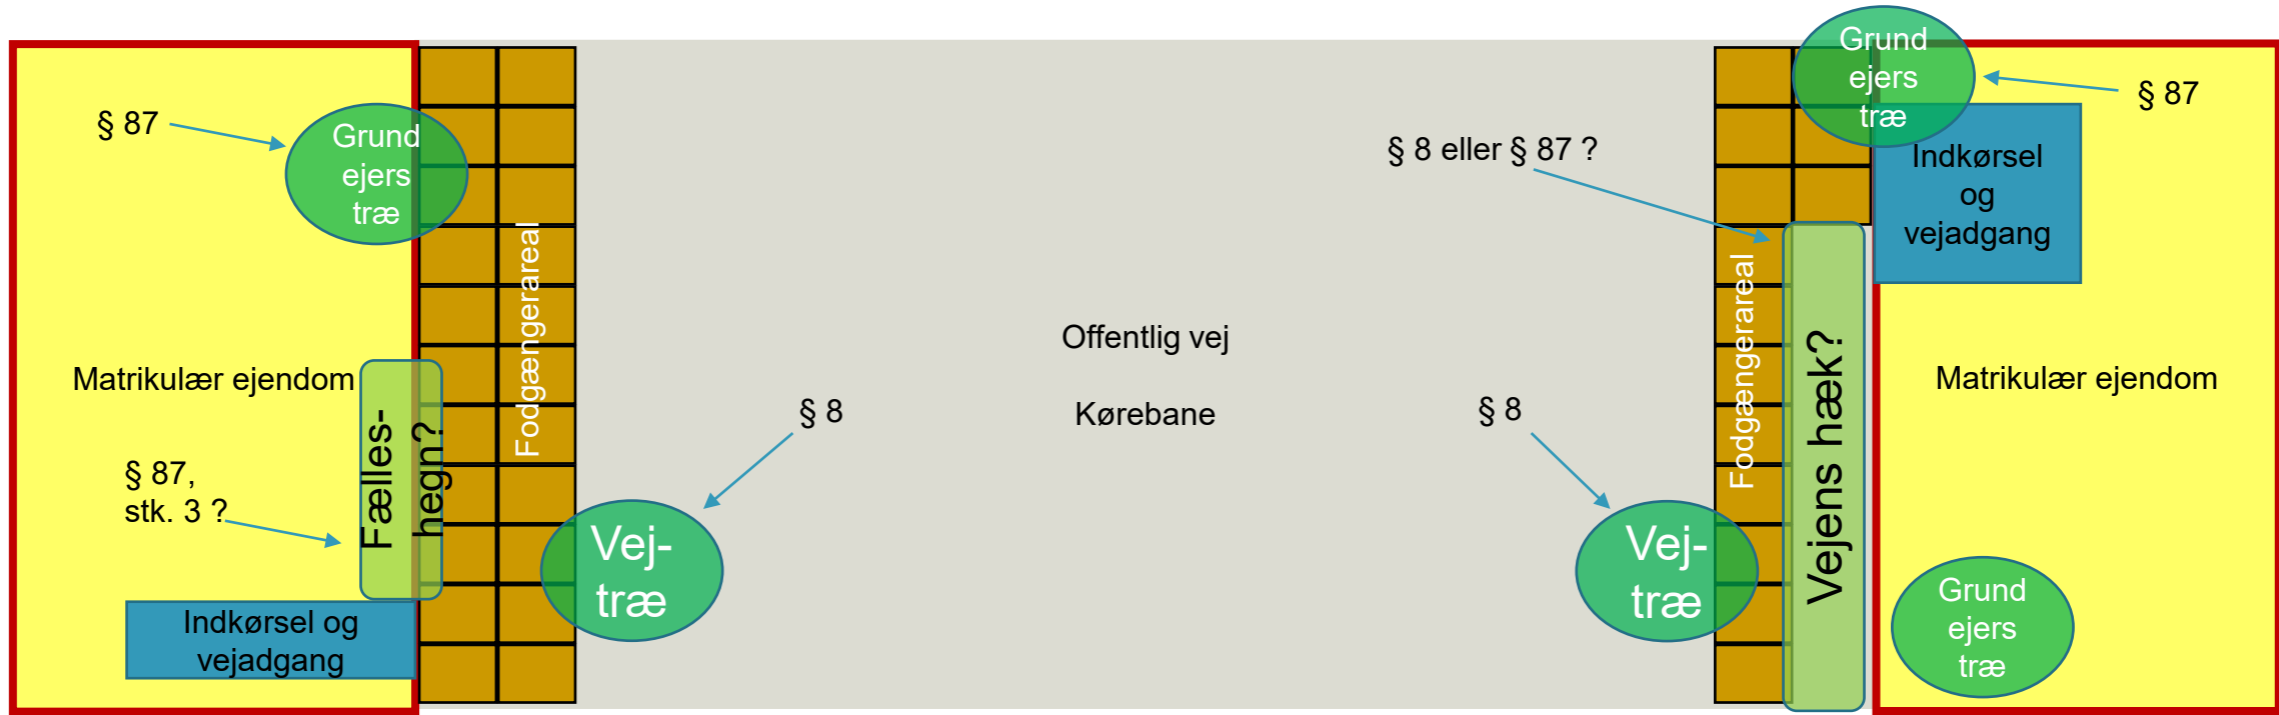 § 87
Grund
ejers
træ
Fodgængerareal
Matrikulær ejendom
Fælles-
hegn?
§ 87,
stk. 3 ?
Indkørsel og
vejadgang
§ 8
Vej-
træ
Offentlig vej
Kørebane
§ 8 eller § 87 ?
§ 8
Vej-
træ
Fodgængerareal
Vejens hæk?
Grund
ejers
træ
§ 87
Indkørsel
og
vejadgang
Matrikulær ejendom
Grund
ejers
træ